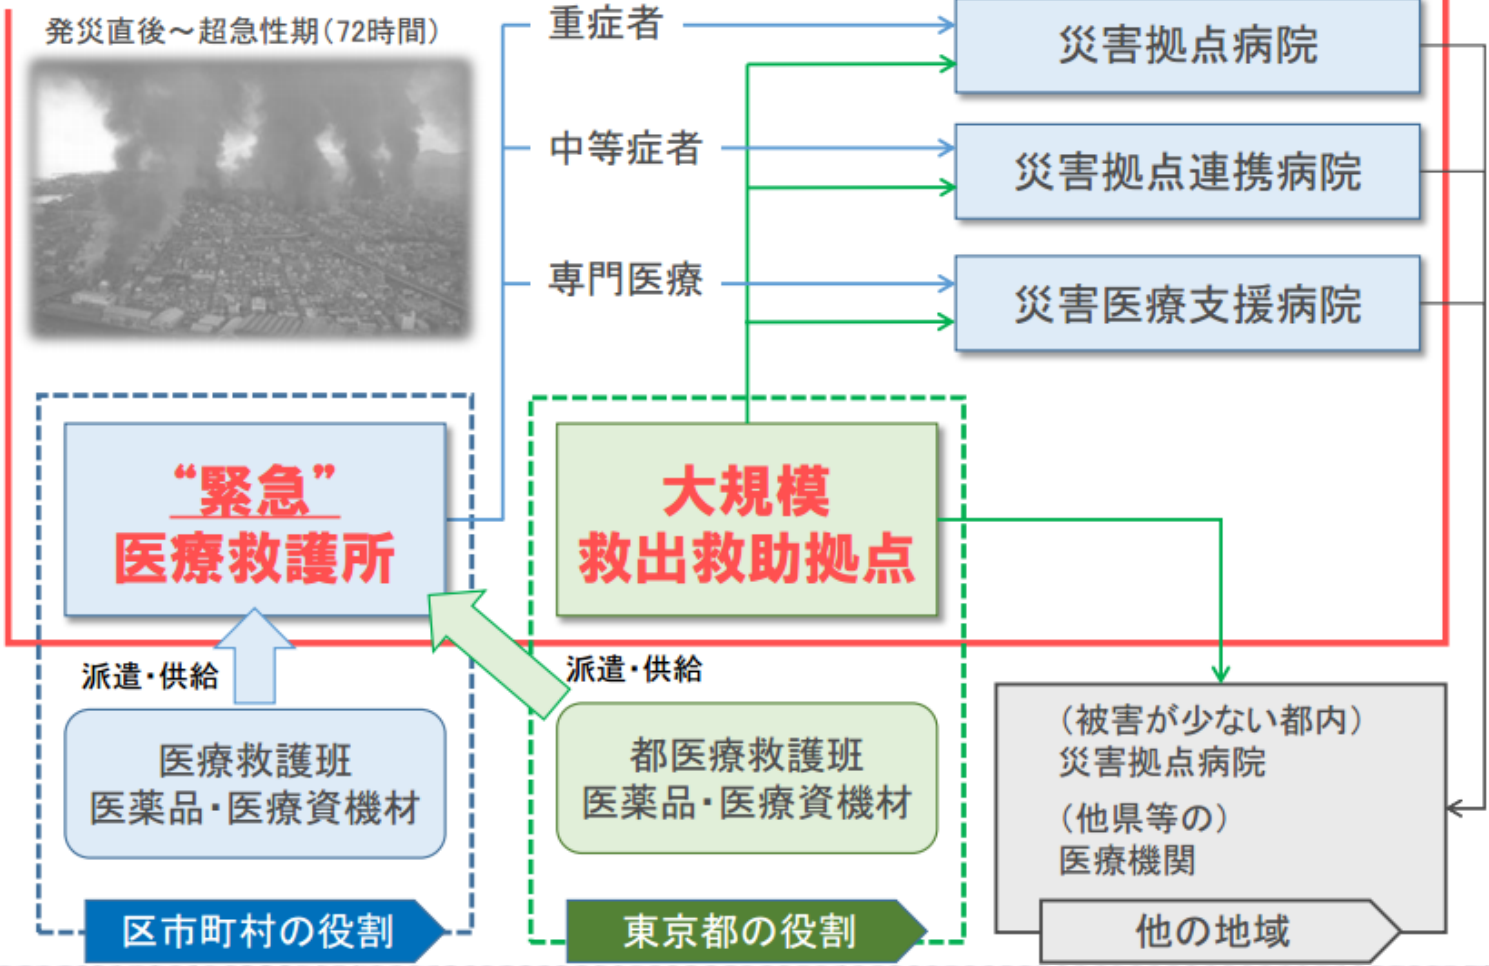 発災直後～超急性期（72時間）
重症者
災害拠点病院
中等症者
災害拠点連携病院
専門医療
災害医療支援病院
“緊急”
医療救護所
大規模
救出救助拠点
派遣・供給
派遣・供給
医療救護班
医薬品・医療資機材
都医療救護班
医薬品・医療資機材
（被害が少ない都内）
災害拠点病院
（他県等の）
医療機関
区市町村の役割
東京都の役割
他の地域